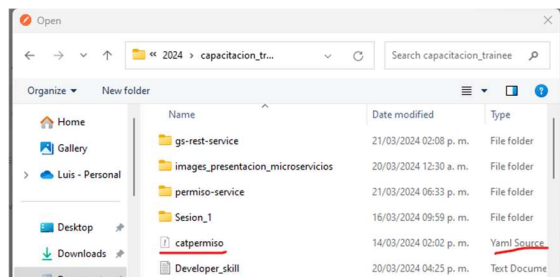 Open
2024 > capacitacion_tr...
Search capacitacion_trainee
Organize
New folder
Name
Date modified
Type
Home
Gallery
Luis - Personal
Desktop
Downloads
gs-rest-service 21/03/2024 02:08 p. m. File folder
images_presentacion_microservicios 20/03/2024 12:30 a. m. File folder
permiso-service 21/03/2024 06:33 p. m. File folder
Sesion_1 16/03/2024 09:59 p. m. File folder
catpermiso 14/03/2024 02:02 p. m. Yaml Source
Developer_skill 20/03/2024 04:25 p. m. Text Docume